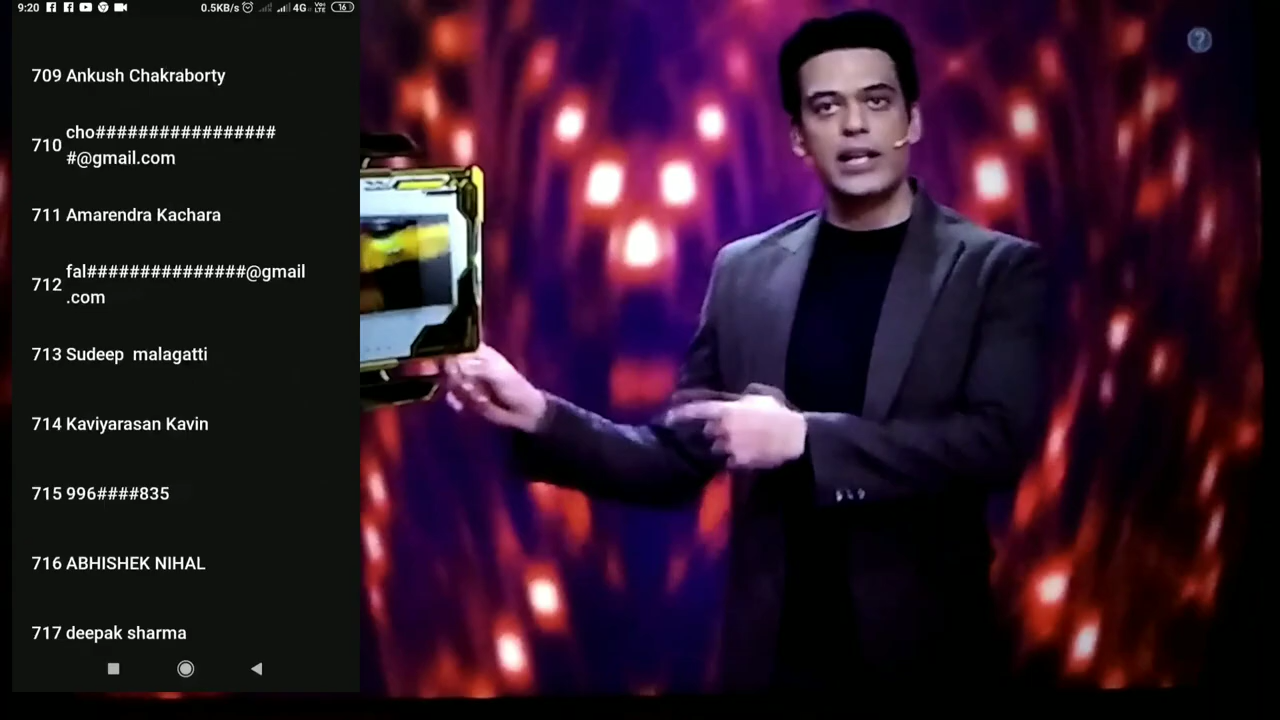 9:20 0.5KB/s 4G VoLTE 16
709 Ankush Chakraborty
710 cho#################
#@gmail.com
711 Amarendra Kachara
712 fal###############@gmail
.com
713 Sudeep  malagatti
714 Kaviyarasan Kavin
715 996####835
716 ABHISHEK NIHAL
717 deepak sharma
?